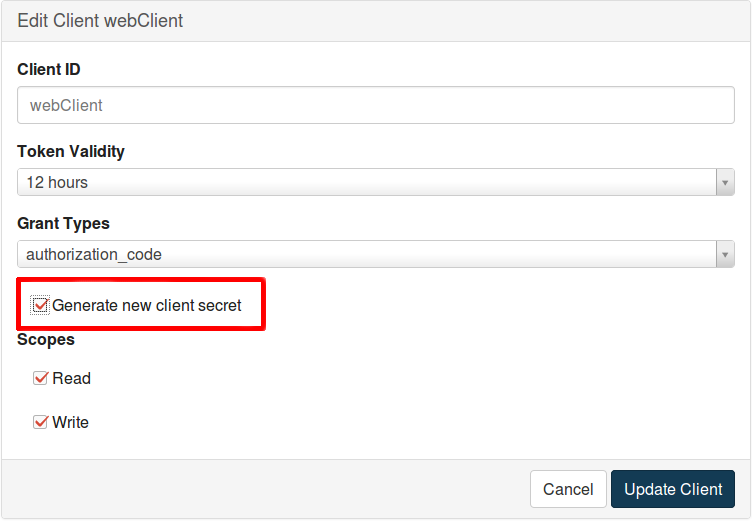 Edit Client webClient
Client ID
webClient
Token Validity
12 hours
Grant Types
authorization_code
Generate new client secret
Scopes
Read
Write
Cancel Update Client